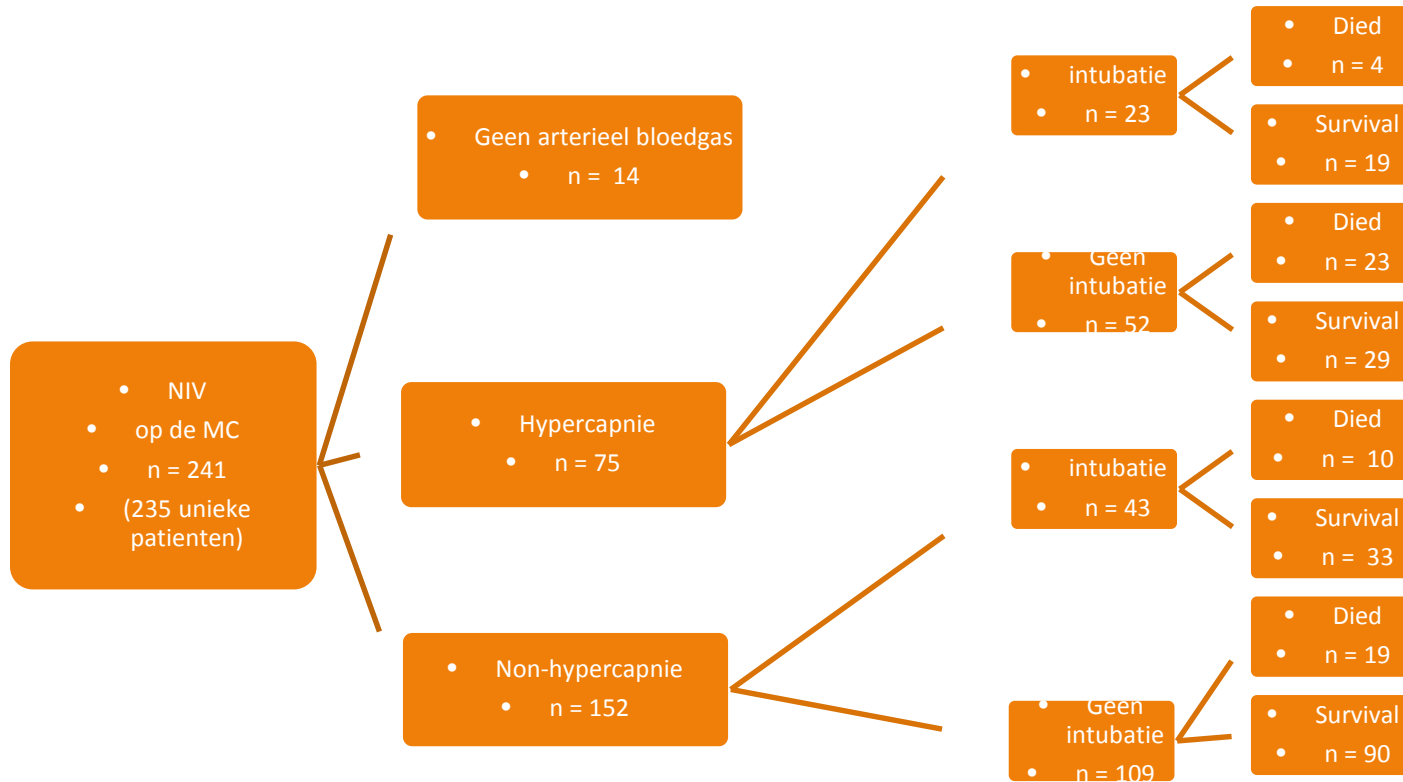 • NIV
• op de MC
• n = 241
• (235 unieke
patienten)
• Geen arterieel bloedgas
• n =  14
• Hypercapnie
• n = 75
• Non-hypercapnie
• n = 152
• intubatie
• n = 23
• Geen
intubatie
• n = 52
• intubatie
• n = 43
• Geen
intubatie
• n = 109
• Died
• n = 4
• Survival
• n = 19
• Died
• n = 23
• Survival
• n = 29
• Died
• n =  10
• Survival
• n =  33
• Died
• n = 19
• Survival
• n = 90